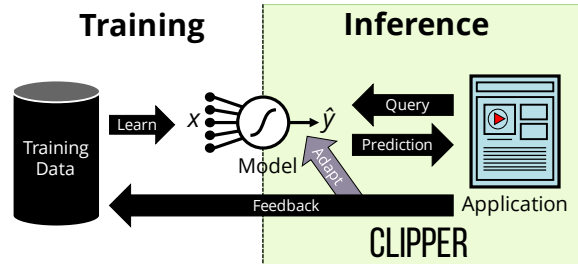 Training
Inference
Training
Data
Learn
x
ŷ
Model
Adapt
Query
Prediction
Feedback
Application
CLIPPER